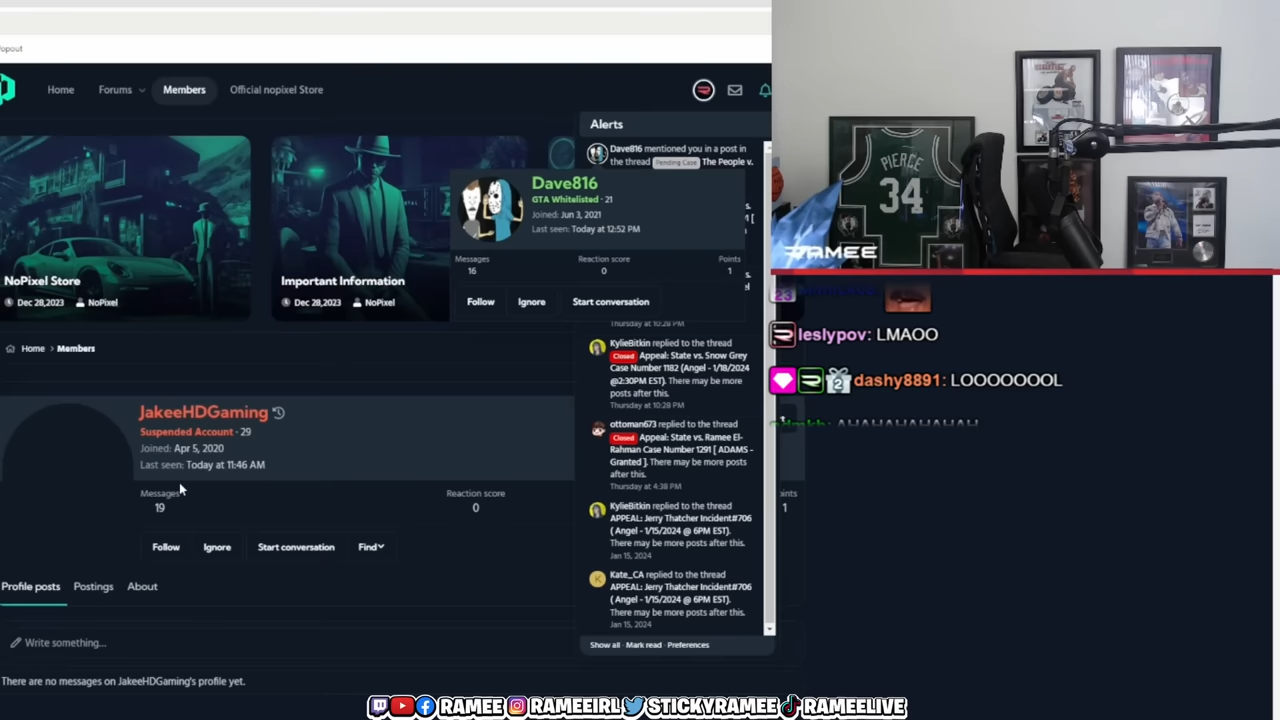 Popout
Home
Forums
Members
Official nopixel Store
Alerts
Dave816 mentioned you in a post in
the thread Pending Case The People v.
Dave816
GTA Whitelisted · 21
Joined: Jun 3, 2021
Last seen: Today at 12:52 PM
Messages
16
Reaction score
0
Points
1
Follow
Ignore
Start conversation
NoPixel Store
Dec 28,2023
NoPixel
Important Information
Dec 28,2023
NoPixel
Thursday at 10:28 PM
KylieBitkin replied to the thread
Closed Appeal: State vs. Snow Grey
Case Number 1182 (Angel - 1/18/2024
@2:30PM EST). There may be more
posts after this.
Thursday at 10:28 PM
ottoman673 replied to the thread
Closed Appeal: State vs. Ramee El-
Rahman Case Number 1291 [ ADAMS -
Granted ]. There may be more posts
after this.
Thursday at 4:38 PM
KylieBitkin replied to the thread
APPEAL: Jerry Thatcher Incident#706
( Angel - 1/15/2024 @ 6PM EST).
There may be more posts after this.
Jan 15, 2024
Kate_CA replied to the thread
APPEAL: Jerry Thatcher Incident#706
( Angel - 1/15/2024 @ 6PM EST).
There may be more posts after this.
Jan 15, 2024
Show all · Mark read · Preferences
Home > Members
JakeeHDGaming
Suspended Account · 29
Joined: Apr 5, 2020
Last seen: Today at 11:46 AM
Messages
19
Reaction score
0
oints
1
Follow
Ignore
Start conversation
Find
Profile posts
Postings
About
Write something...
There are no messages on JakeeHDGaming's profile yet.
PIERCE
34
RAMEE
23
leslypov: LMAOO
2
dashy8891: LOOOOOOOL
AHAHAHAHAHAH
RAMEE
RAMEEIRL
STICKYRAMEE
RAMEELIVE